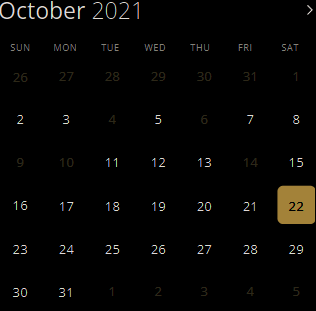 October 2021
SUN MON TUE WED THU FRI SAT
26 27 28 29 30 31 1
2 3 4 5 6 7 8
9 10 11 12 13 14 15
16 17 18 19 20 21 22
23 24 25 26 27 28 29
30 31 1 2 3 4 5